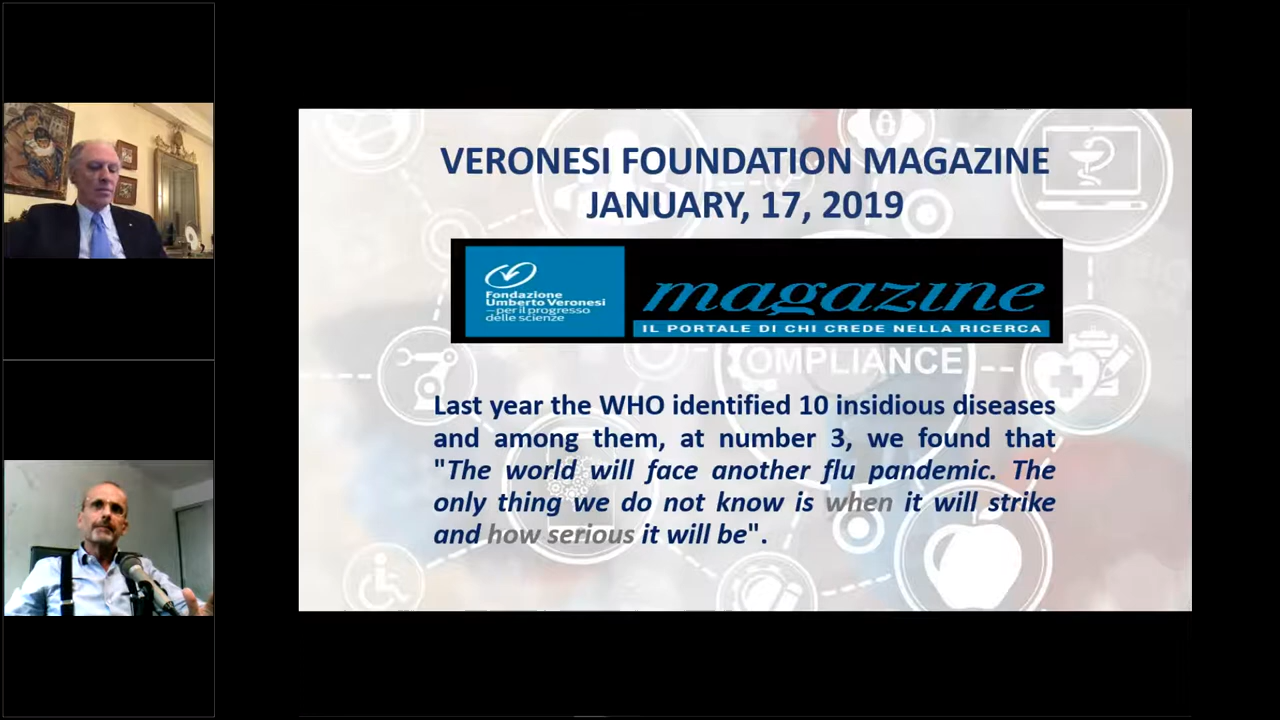 VERONESI FOUNDATION MAGAZINE
JANUARY, 17, 2019
Fondazione
Umberto Veronesi
–per il progresso
delle scienze
magazine
IL PORTALE DI CHI CREDE NELLA RICERCA
OMPLIANCE
Last year the WHO identified 10 insidious diseases
and among them, at number 3, we found that
"The world will face another flu pandemic. The
only thing we do not know is when it will strike
and how serious it will be".